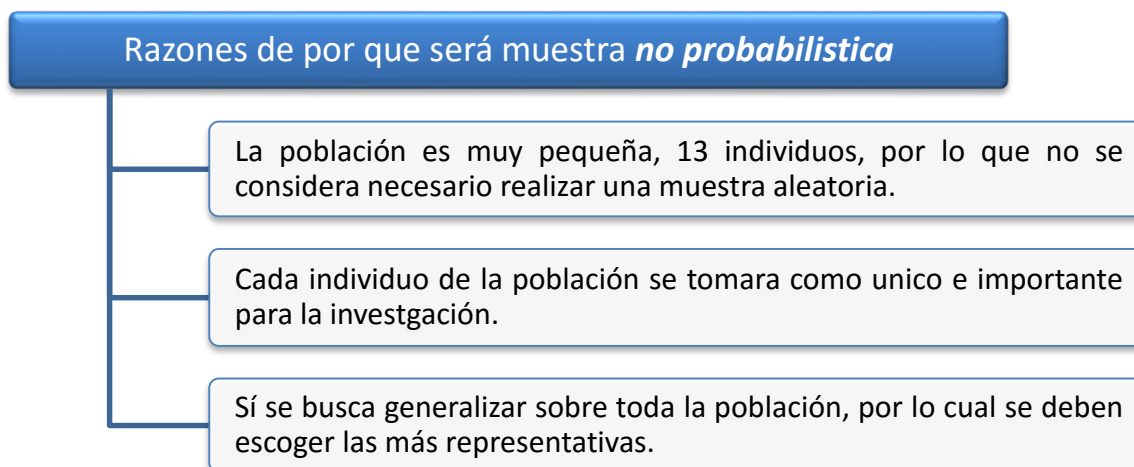 Razones de por que será muestra no probabilistica
La población es muy pequeña, 13 individuos, por lo que no se
considera necesario realizar una muestra aleatoria.
Cada individuo de la población se tomara como unico e importante
para la investgación.
Sí se busca generalizar sobre toda la población, por lo cual se deben
escoger las más representativas.